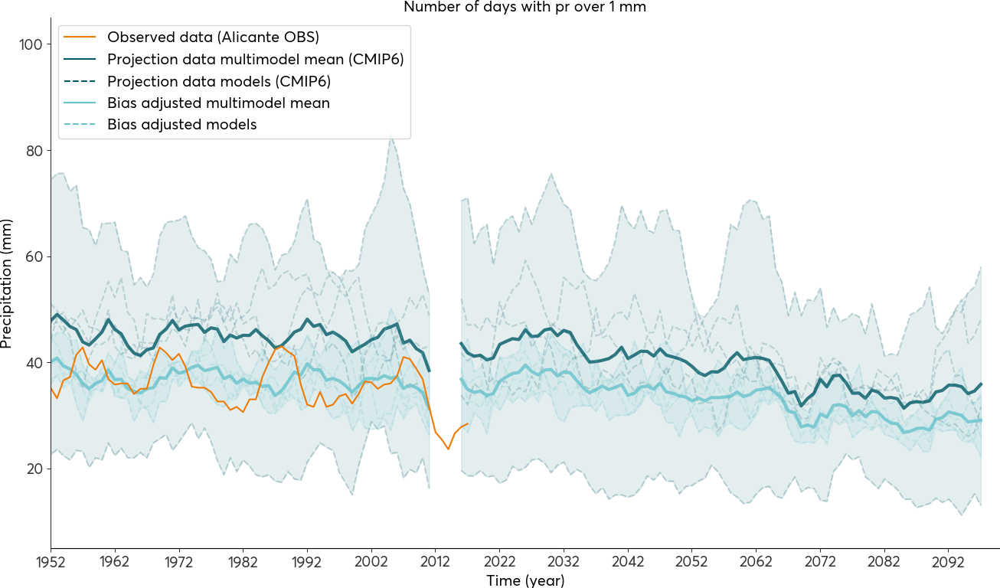 Number of days with pr over 1 mm
Observed data (Alicante OBS)
Projection data multimodel mean (CMIP6)
Projection data models (CMIP6)
Bias adjusted multimodel mean
Bias adjusted models
Precipitation (mm)
100
80
60
40
20
1952 1962 1972 1982 1992 2002 2012 2022 2032 2042 2052 2062 2072 2082 2092
Time (year)